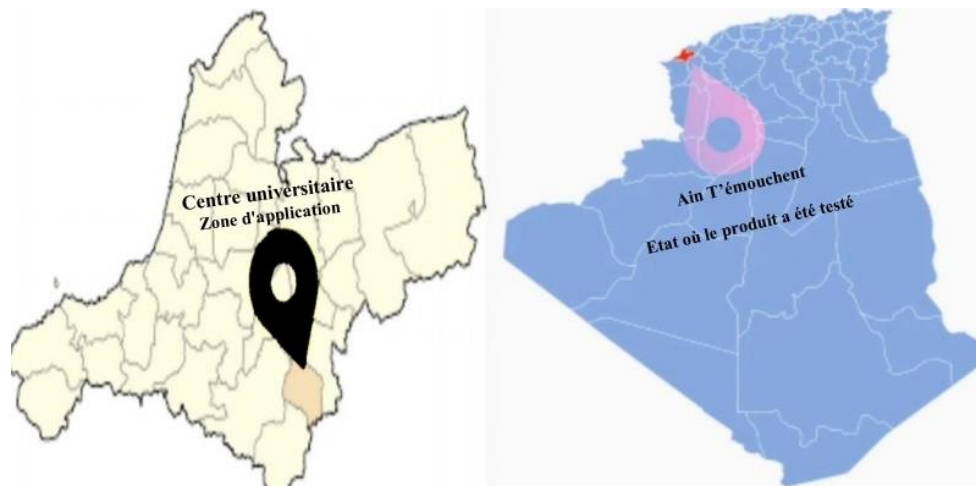 Centre universitaire
Zone d'application
Ain T’émouchent
Etat où le produit a été testé